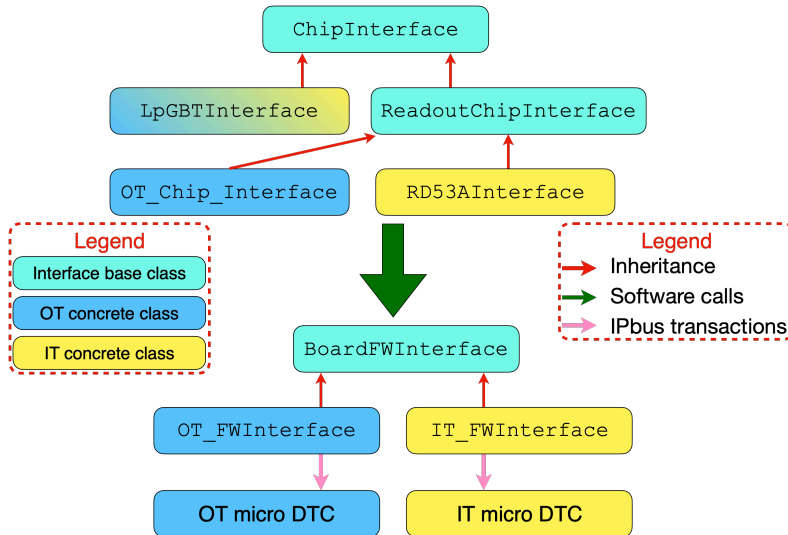 ChipInterface
LpGBTInterface
ReadoutChipInterface
OT_Chip_Interface
RD53AInterface
Legend
Interface base class
OT concrete class
IT concrete class
Legend
Inheritance
Software calls
IPbus transactions
BoardFWInterface
OT_FWInterface
IT_FWInterface
OT micro DTC
IT micro DTC